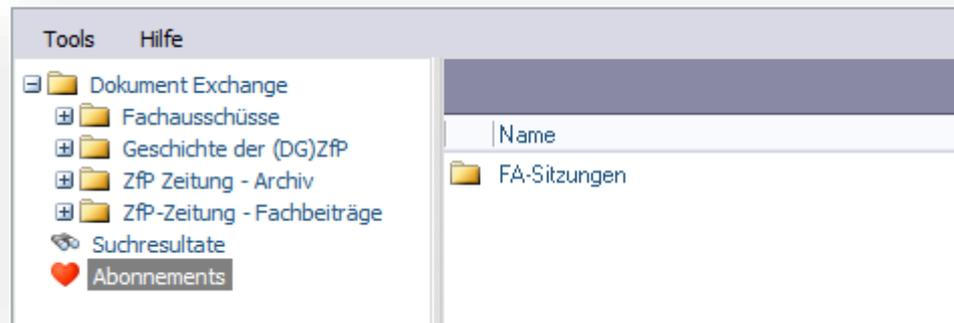 Tools Hilfe
Dokument Exchange
Fachausschüsse
Geschichte der (DG)ZfP
ZfP Zeitung - Archiv
ZfP-Zeitung - Fachbeiträge
Suchresultate
Abonnements
Name
FA-Sitzungen